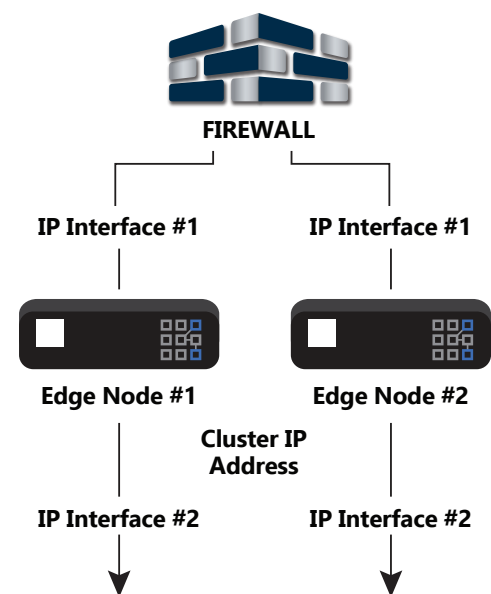 FIREWALL
IP Interface #1
IP Interface #1
Edge Node #1
Edge Node #2
Cluster IP
Address
IP Interface #2
IP Interface #2